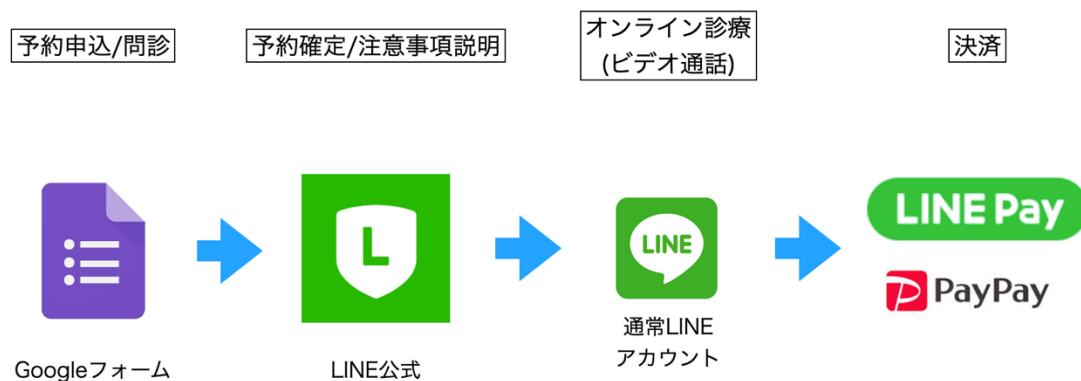 予約申込/問診
予約確定/注意事項説明
オンライン診療
(ビデオ通話)
決済
L
LINE
LINE Pay
PayPay
Googleフォーム
LINE公式
通常LINE
アカウント